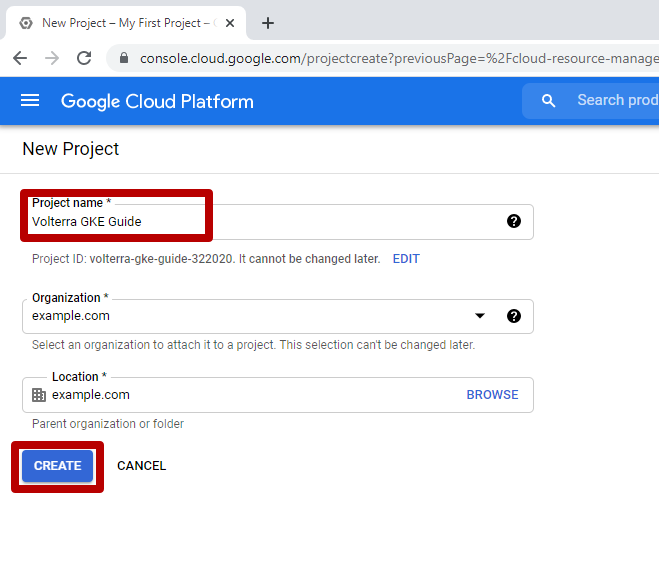 New Project – My First Project –
console.cloud.google.com/projectcreate?previousPage=%2Fcloud-resource-manage
Google Cloud Platform
Search prod
New Project
Project name *
Volterra GKE Guide
Project ID: volterra-gke-guide-322020. It cannot be changed later. EDIT
Organization *
example.com
Select an organization to attach it to a project. This selection can't be changed later.
Location *
example.com BROWSE
Parent organization or folder
CREATE CANCEL